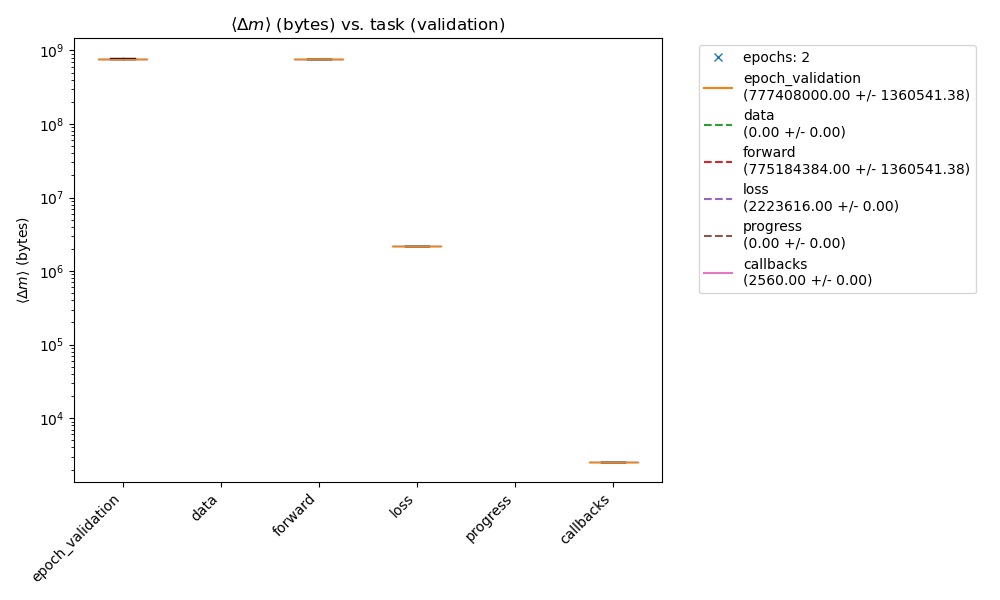 ⟨Δm⟩ (bytes) vs. task (validation)
⟨Δm⟩ (bytes)
10⁹
10⁸
10⁷
10⁶
10⁵
10⁴
epoch_validation
data
forward
loss
progress
callbacks
epochs: 2
epoch_validation
(777408000.00 +/- 1360541.38)
data
(0.00 +/- 0.00)
forward
(775184384.00 +/- 1360541.38)
loss
(2223616.00 +/- 0.00)
progress
(0.00 +/- 0.00)
callbacks
(2560.00 +/- 0.00)